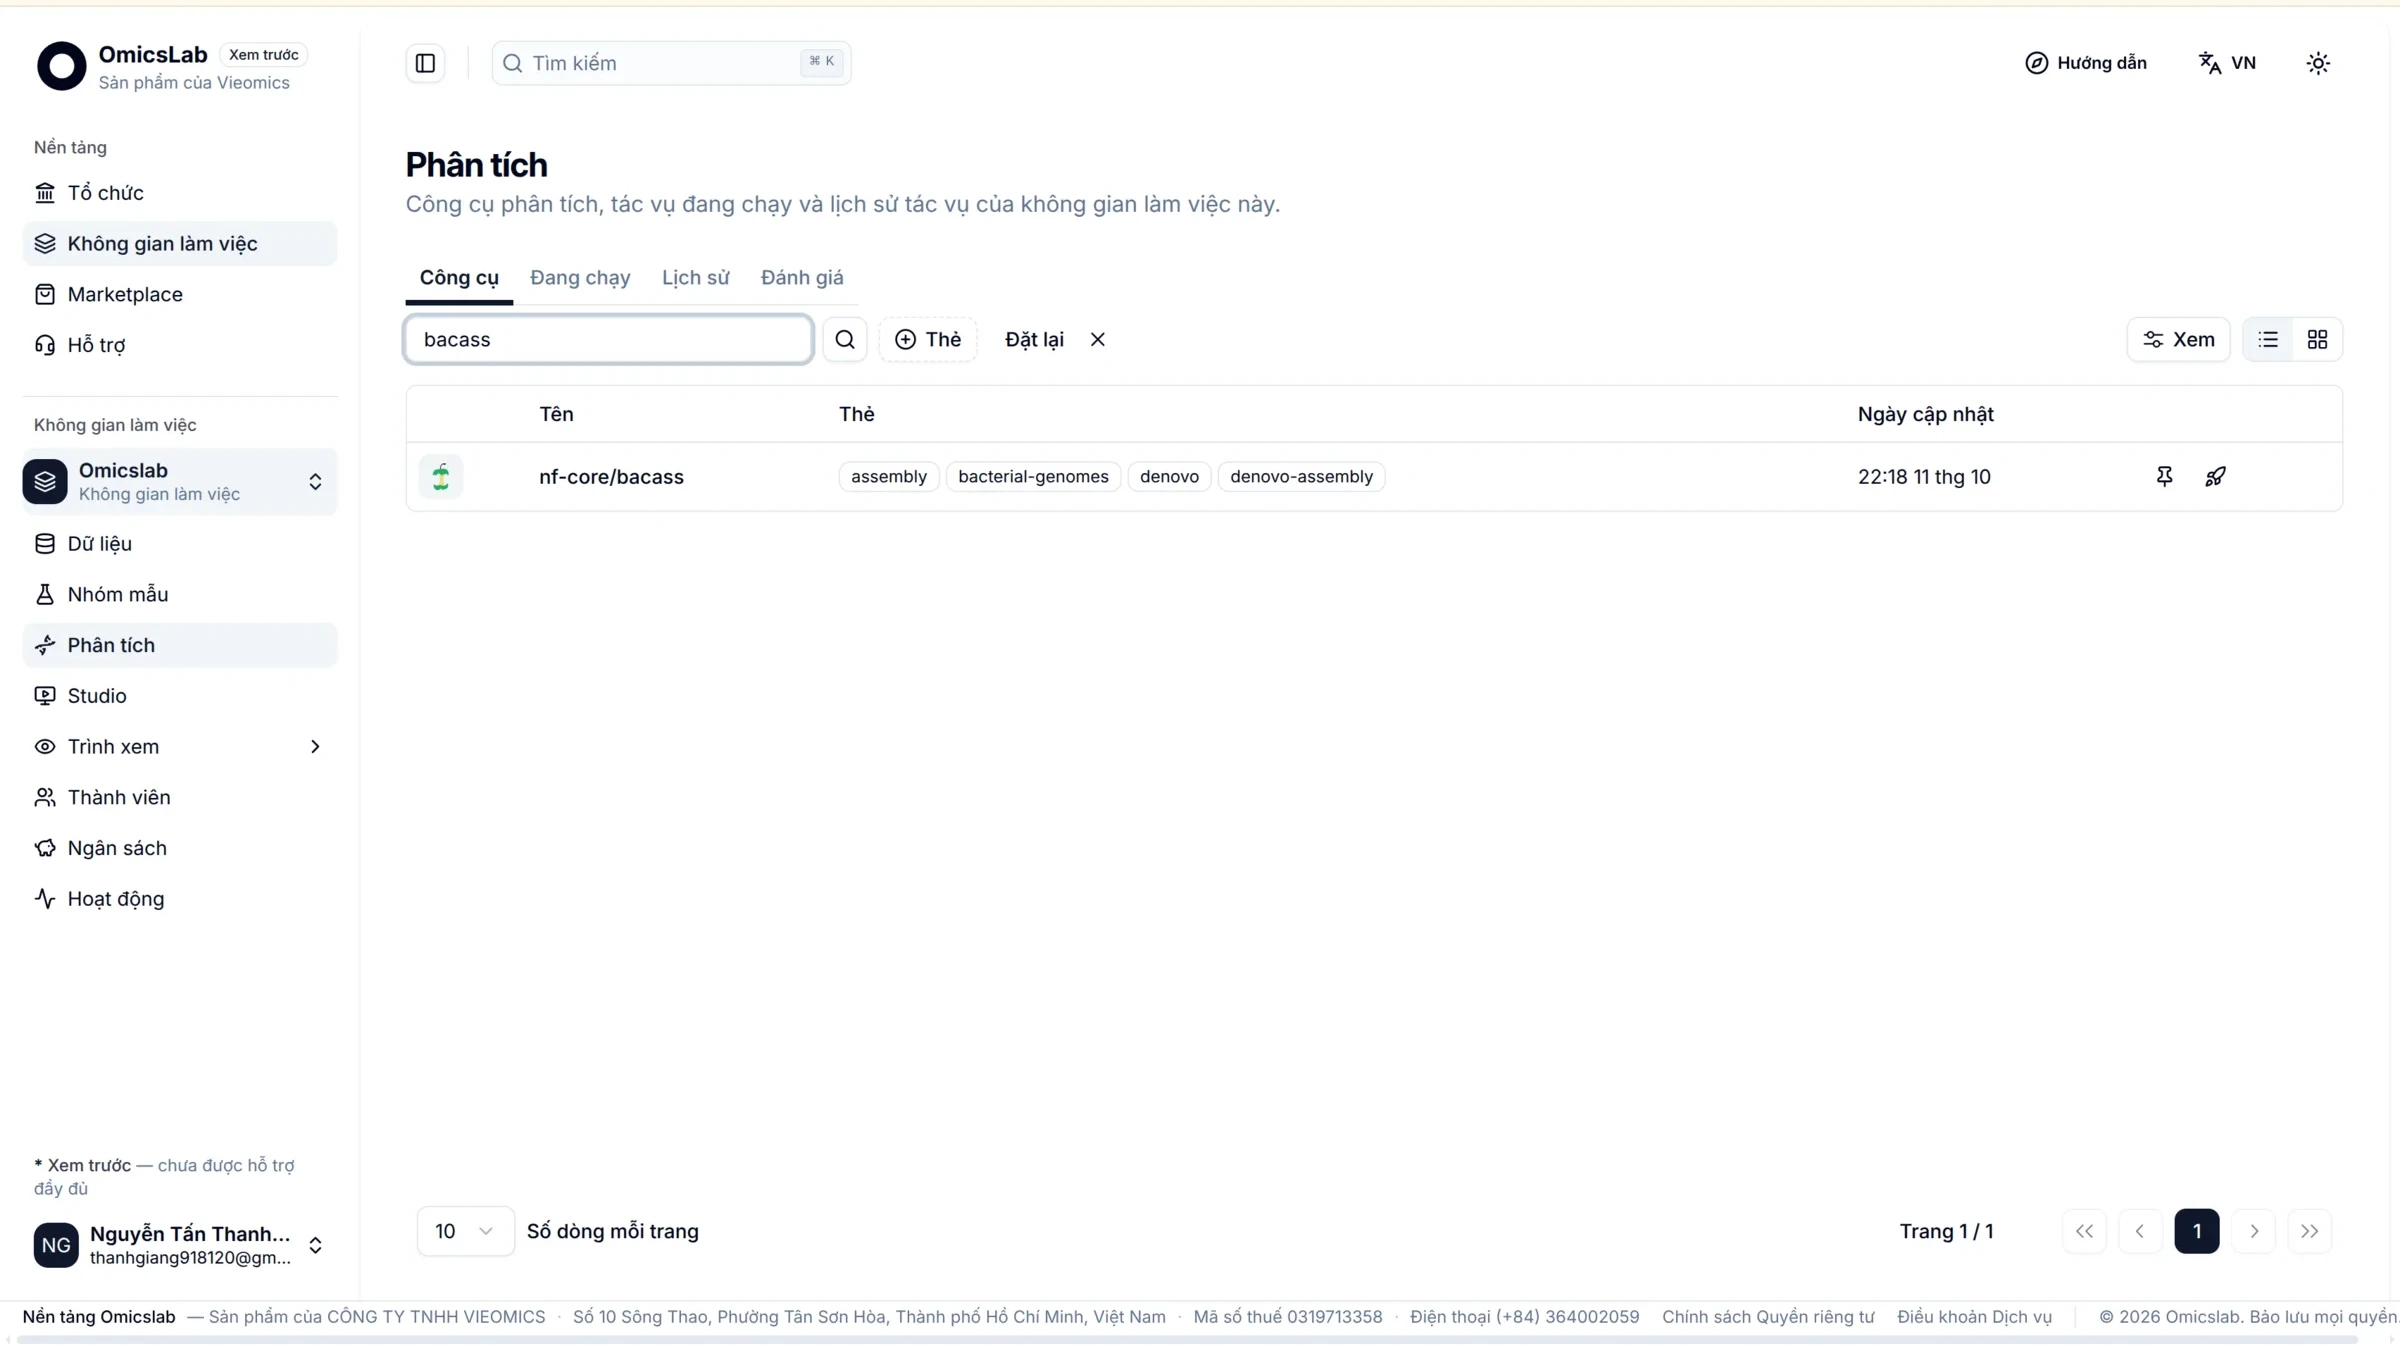 OmicsLab Xem trước
Sản phẩm của Vieomics
Nền tảng
Tổ chức
Không gian làm việc
Marketplace
Hỗ trợ
Không gian làm việc
Omicslab
Không gian làm việc
Dữ liệu
Nhóm mẫu
Phân tích
Studio
Trình xem
Thành viên
Ngân sách
Hoạt động
* Xem trước — chưa được hỗ trợ
đầy đủ
NG
Nguyễn Tấn Thanh...
thanhgiang918120@gm...
Tìm kiếm ⌘ K
Hướng dẫn VN
Phân tích
Công cụ phân tích, tác vụ đang chạy và lịch sử tác vụ của không gian làm việc này.
Công cụ Đang chạy Lịch sử Đánh giá
bacass Thẻ Đặt lại Xem
Tên Thẻ Ngày cập nhật
nf-core/bacass assembly bacterial-genomes denovo denovo-assembly 22:18 11 thg 10
10 Số dòng mỗi trang Trang 1 / 1 1
Nền tảng Omicslab — Sản phẩm của CÔNG TY TNHH VIEOMICS · Số 10 Sông Thao, Phường Tân Sơn Hòa, Thành phố Hồ Chí Minh, Việt Nam · Mã số thuế 0319713358 · Điện thoại (+84) 364002059 Chính sách Quyền riêng tư Điều khoản Dịch vụ © 2026 Omicslab. Bảo lưu mọi quyền.